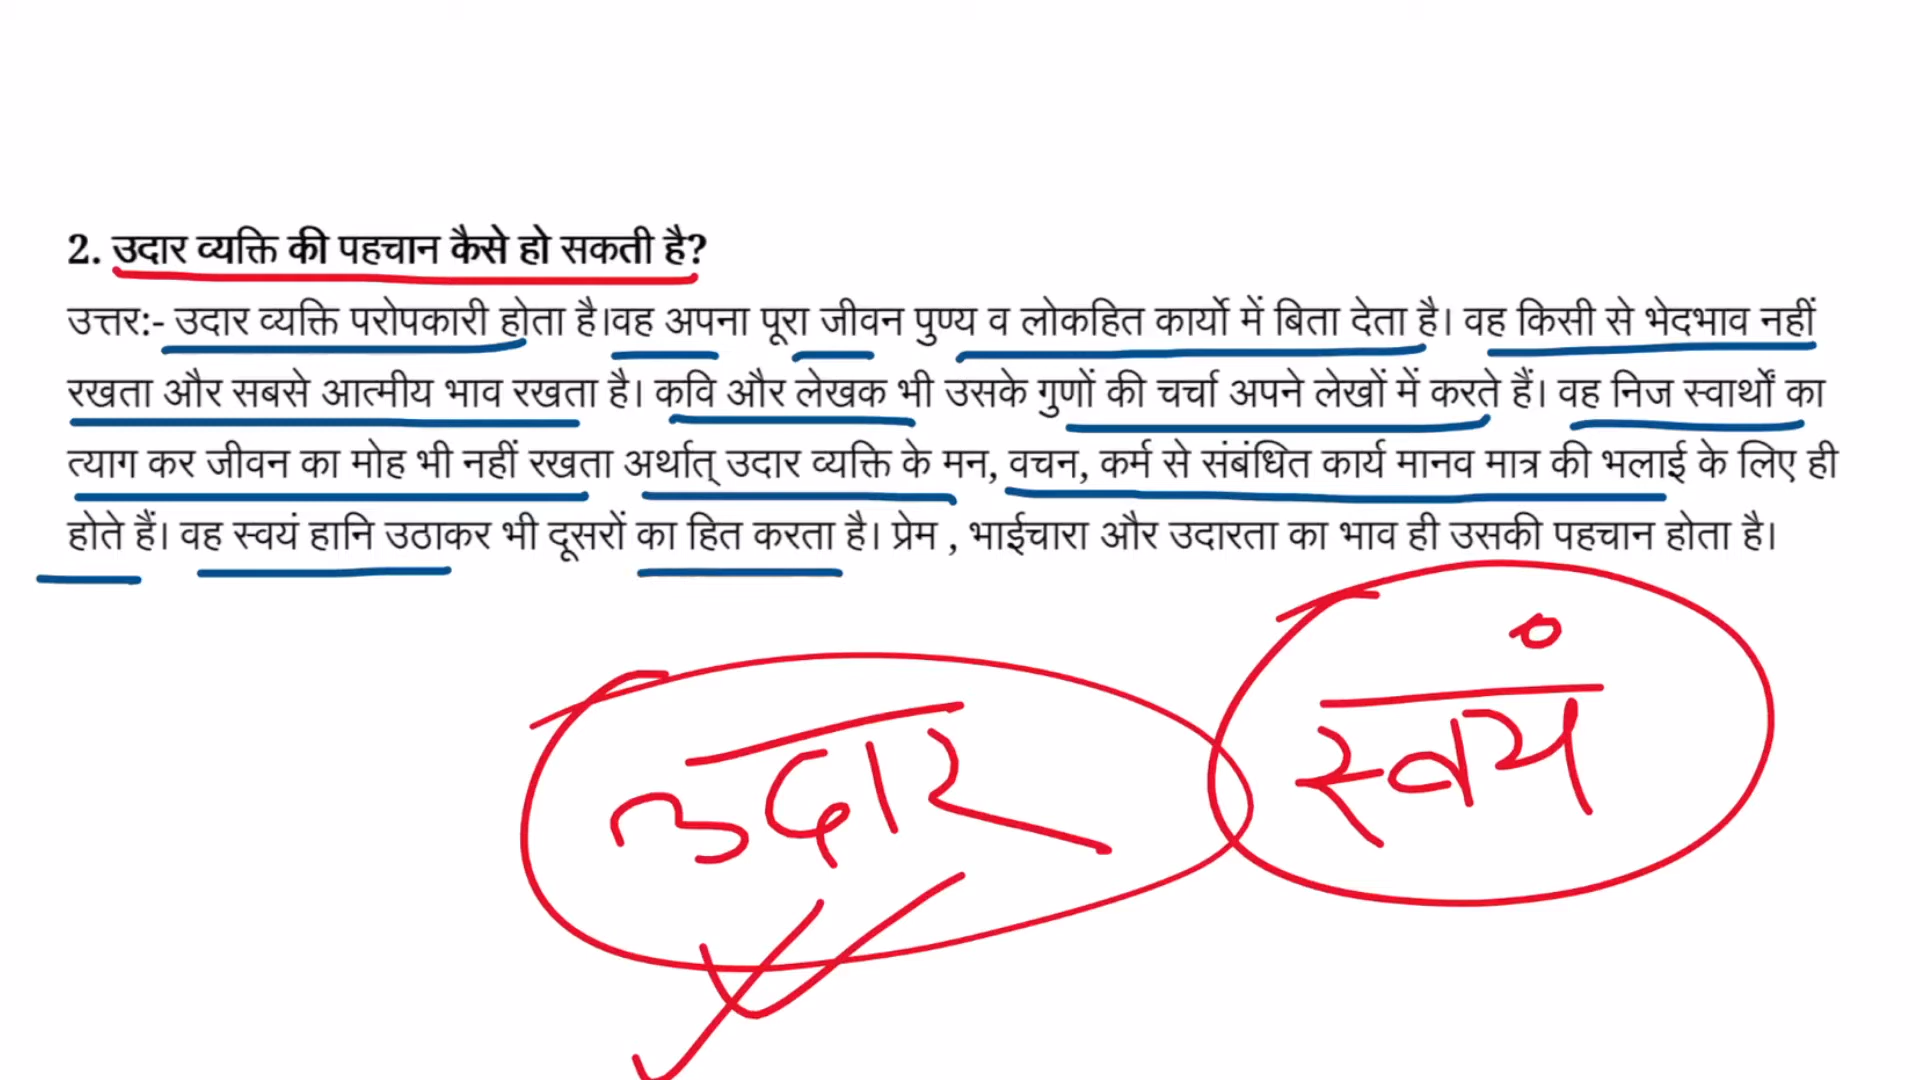 2. उदार व्यक्ति की पहचान कैसे हो सकती है?
उत्तर:- उदार व्यक्ति परोपकारी होता है।वह अपना पूरा जीवन पुण्य व लोकहित कार्यो में बिता देता है। वह किसी से भेदभाव नहीं
रखता और सबसे आत्मीय भाव रखता है। कवि और लेखक भी उसके गुणों की चर्चा अपने लेखों में करते हैं। वह निज स्वार्थों का
त्याग कर जीवन का मोह भी नहीं रखता अर्थात् उदार व्यक्ति के मन, वचन, कर्म से संबंधित कार्य मानव मात्र की भलाई के लिए ही
होते हैं। वह स्वयं हानि उठाकर भी दूसरों का हित करता है। प्रेम , भाईचारा और उदारता का भाव ही उसकी पहचान होता है।
उदार स्वयं